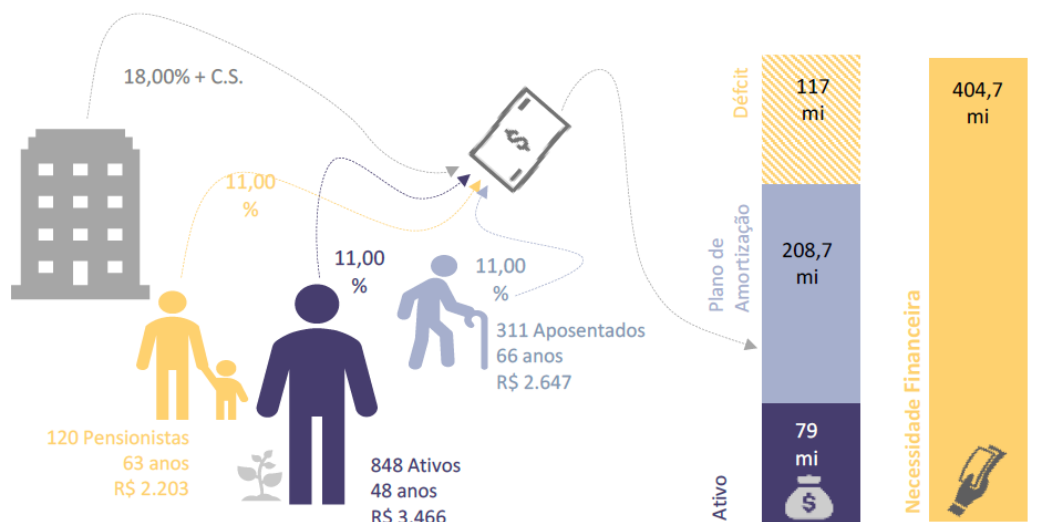 18,00% + C.S.
11,00
%
11,00
%
11,00
%
311 Aposentados
66 anos
R$ 2.647
120 Pensionistas
63 anos
R$ 2.203
848 Ativos
48 anos
R$ 3.466
$
Défcit
117
mi
Plano de
Amortização
208,7
mi
Ativo
79
mi
$
Necessidade Financeira
404,7
mi